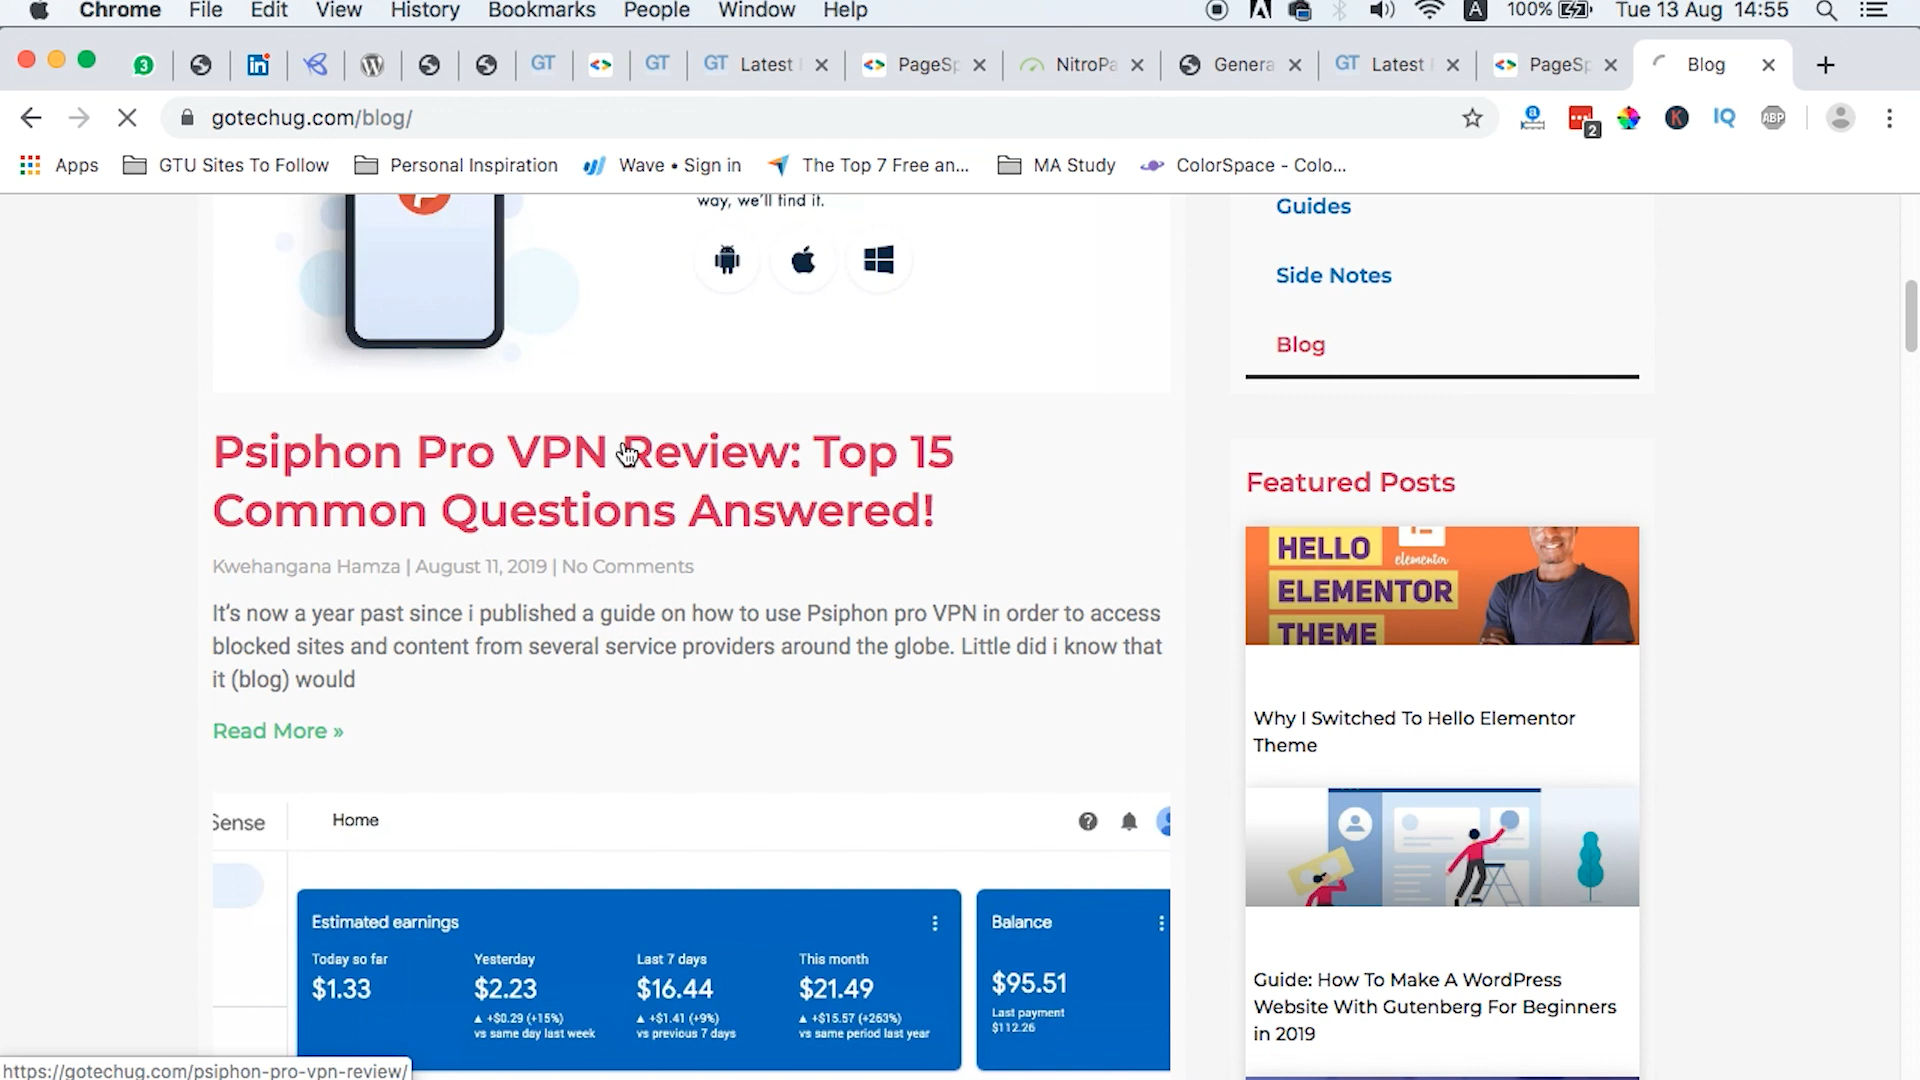 Chrome File Edit View History Bookmarks People Window Help 100% Tue 13 Aug 14:55
3 GT GT GT Latest PageSp NitroPa Genera GT Latest PageSp Blog
gotechug.com/blog/ 2 K IQ ABP
Apps GTU Sites To Follow Personal Inspiration Wave • Sign in The Top 7 Free an... MA Study ColorSpace - Colo...
way, we'll find it.
Guides
Side Notes
Blog
Psiphon Pro VPN Review: Top 15
Common Questions Answered!
Kwehangana Hamza | August 11, 2019 | No Comments
It's now a year past since i published a guide on how to use Psiphon pro VPN in order to access
blocked sites and content from several service providers around the globe. Little did i know that
it (blog) would
Read More »
Featured Posts
HELLO
elementor
ELEMENTOR
THEME
Why I Switched To Hello Elementor
Theme
Guide: How To Make A WordPress
Website With Gutenberg For Beginners
in 2019
Sense Home
Estimated earnings
Today so far Yesterday Last 7 days This month
$1.33 $2.23 $16.44 $21.49
▲ +$0.29 (+15%) ▲ +$1.41 (+9%) ▲ +$15.57 (+263%)
vs same day last week vs previous 7 days vs same period last year
Balance
$95.51
Last payment
$112.26
https://gotechug.com/psiphon-pro-vpn-review/